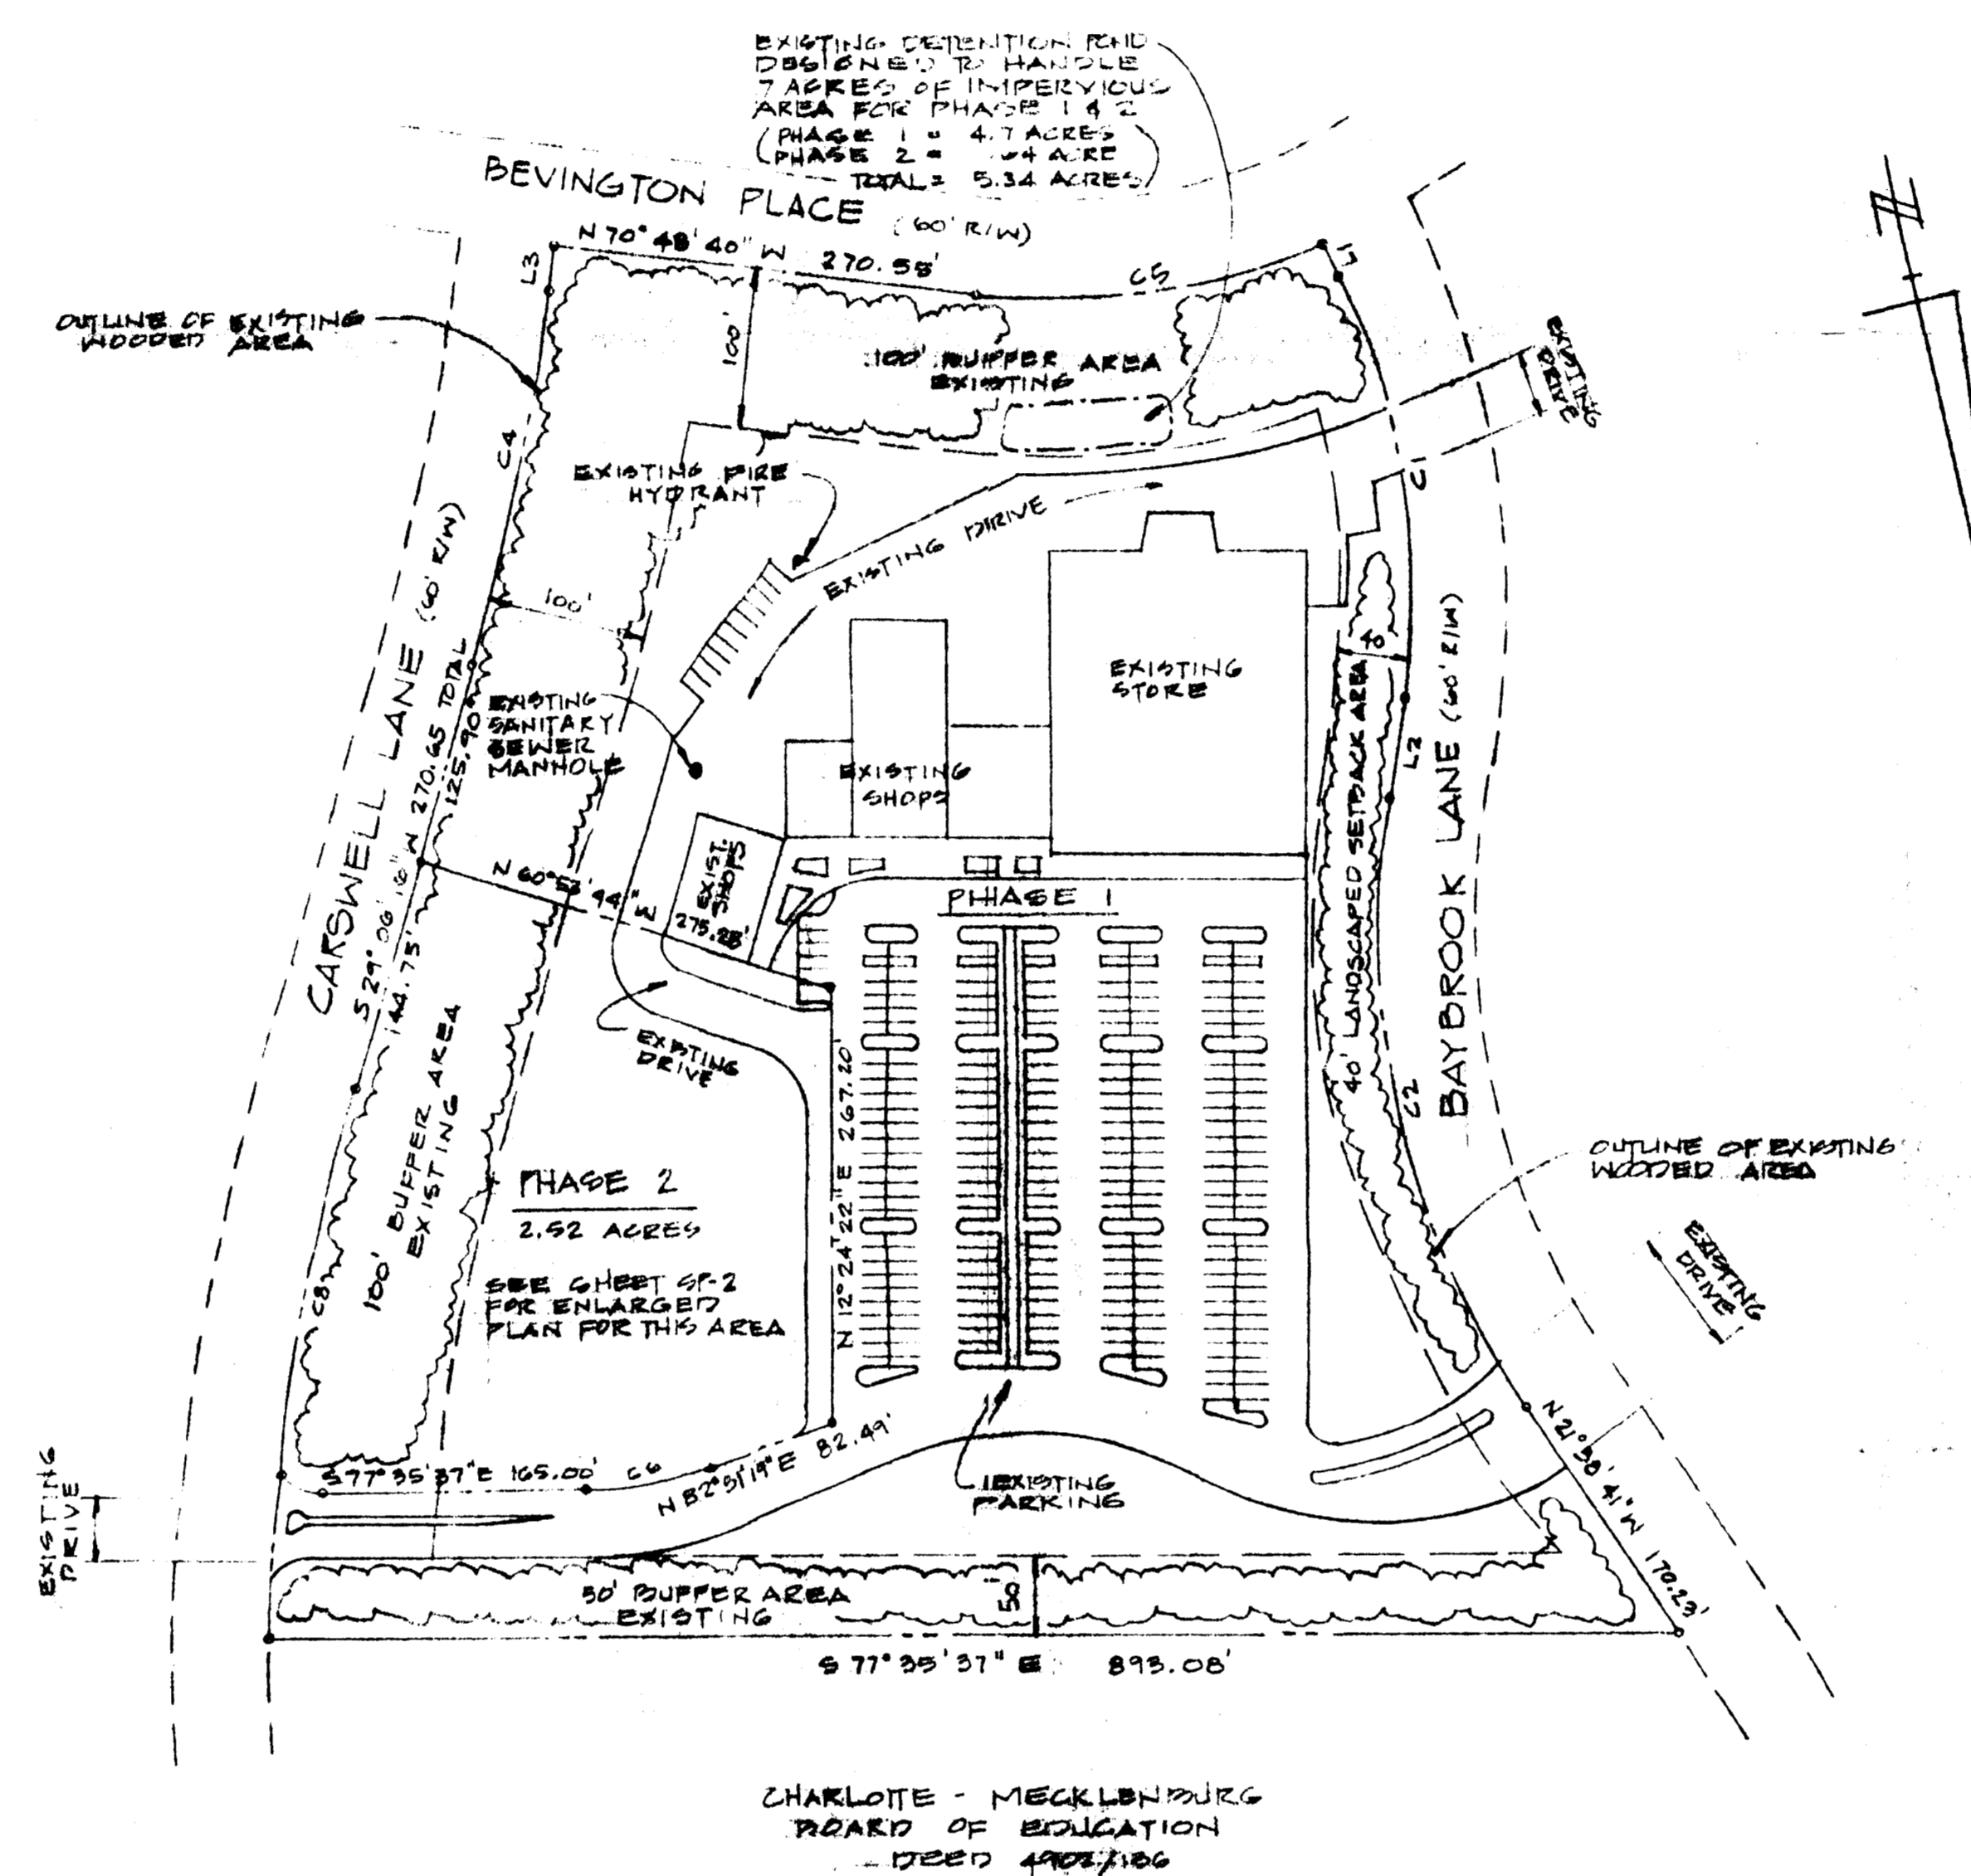 EXISTING DETENTION POND
DESIGNED TO HANDLE
7 ACRES OF IMPERVIOUS
AREA FOR PHASE 1 & 2
(PHASE 1 = 4.7 ACRES
PHASE 2 = .64 ACRE
TOTAL = 5.34 ACRES)
BEVINGTON PLACE (60' R/W)
N 70° 48' 40" W 270.58'
L3
C5
L1
OUTLINE OF EXISTING
WOODED AREA
100'
100' BUFFER AREA
EXISTING
EXISTING
DRIVE
C4
EXISTING FIRE
HYDRANT
C1
EXISTING DRIVE
100'
CARSWELL LANE (60' R/W)
S 29° 06' 16" W 270.65 TOTAL
125.90'
144.75'
EXISTING
SANITARY
SEWER
MANHOLE
EXISTING
STORE
EXISTING
SHOPS
40'
40' LANDSCAPED SETBACK AREA
L2
BAYBROOK LANE (60' R/W)
EXIST.
SHOPS
N 60° 53' 44" W
275.28'
PHASE 1
EXISTING
DRIVE
N 12° 24' 22" E 267.20'
C2
100' BUFFER AREA
EXISTING
PHASE 2
2.52 ACRES
SEE SHEET SP-2
FOR ENLARGED
PLAN FOR THIS AREA
C8
OUTLINE OF EXISTING
WOODED AREA
EXISTING
DRIVE
S 77° 35' 37" E 165.00' C6
N 82° 51' 19" E 82.49'
EXISTING
PARKING
N 21° 30' 41" W 170.23'
EXISTING
DRIVE
50' BUFFER AREA
EXISTING
50'
S 77° 35' 37" E 893.08'
CHARLOTTE - MECKLENBURG
BOARD OF EDUCATION
DEED 4902/186